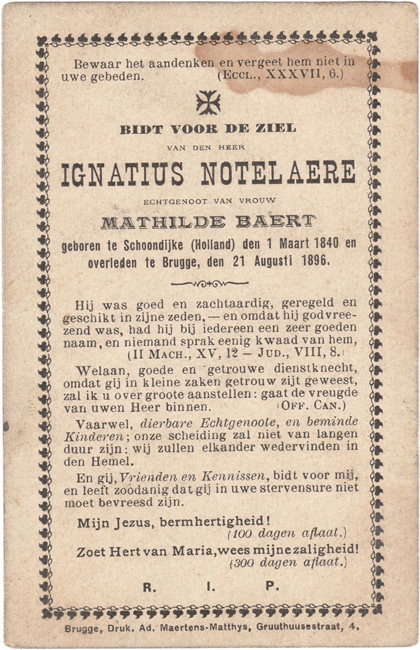 Bewaar het aandenken en vergeet hem niet in
uwe gebeden. (Eccl., XXXVII, 6.)
BIDT VOOR DE ZIEL
VAN DEN HEER
IGNATIUS NOTELAERE
ECHTGENOOT VAN VROUW
MATHILDE BAERT
geboren te Schoondijke (Holland) den 1 Maart 1840 en
overleden te Brugge, den 21 Augusti 1896.
Hij was goed en zachtaardig, geregeld en
geschikt in zijne zeden, — en omdat hij godvree-
zend was, had hij bij iedereen een zeer goeden
naam, en niemand sprak eenig kwaad van hem,
(II Mach., XV, 12 — Jud., VIII, 8.)
Welaan, goede en getrouwe dienstknecht,
omdat gij in kleine zaken getrouw zijt geweest,
zal ik u over groote aanstellen: gaat de vreugde
van uwen Heer binnen. (Off. Can.)
Vaarwel, dierbare Echtgenoote, en beminde
Kinderen; onze scheiding zal niet van langen
duur zijn: wij zullen elkander wedervinden in
den Hemel.
En gij, Vrienden en Kennissen, bidt voor mij,
en leeft zoodanig dat gij in uwe stervensure niet
moet bevreesd zijn.
Mijn Jezus, bermhertigheid!
(100 dagen aflaat.)
Zoet Hert van Maria, wees mijne zaligheid!
(300 dagen aflaat.)
R. I. P.
Brugge, Druk. Ad. Maertens-Matthys, Gruuthuusestraat, 4.